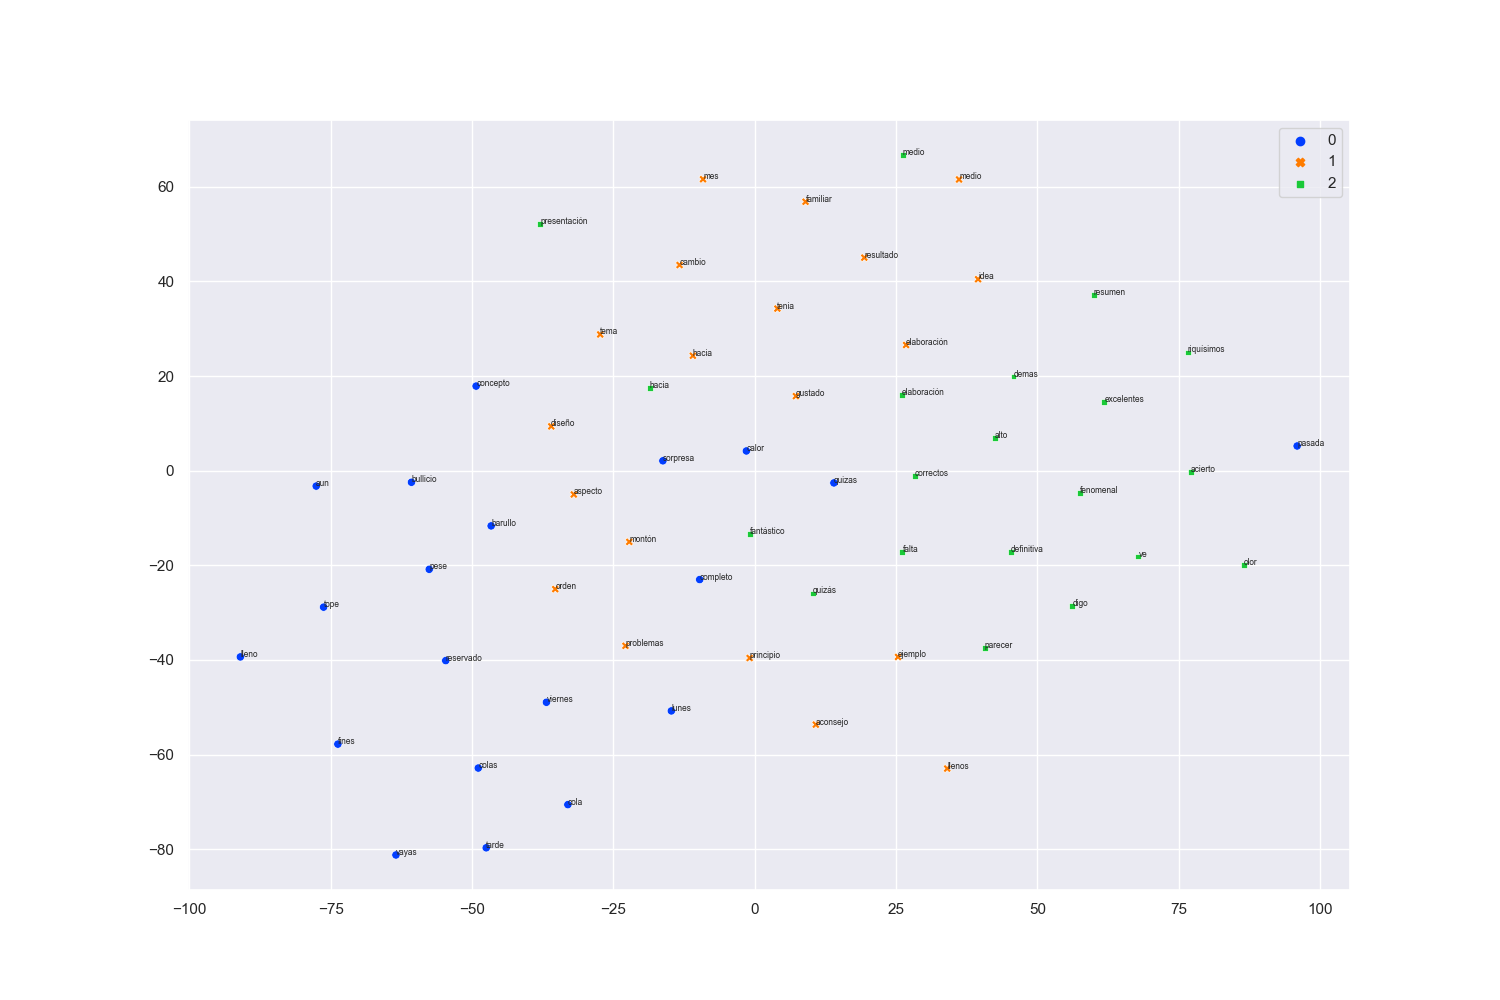 0
1
2
medio
mes
medio
familiar
presentación
resultado
cambio
idea
resumen
tenia
tema
elaboración
riquísimos
hacia
demas
concepto
hacia
gustado
elaboración
excelentes
diseño
alto
pasada
calor
sorpresa
correctos
acierto
bullicio
aun
quizas
aspecto
fenomenal
barullo
fantástico
montón
falta
definitiva
ve
olor
pese
completo
orden
quizás
tope
digo
problemas
parecer
lleno
reservado
principio
ejemplo
viernes
lunes
aconsejo
fines
colas
llenos
cola
tarde
vayas
60
40
20
0
−20
−40
−60
−80
−100
−75
−50
−25
0
25
50
75
100